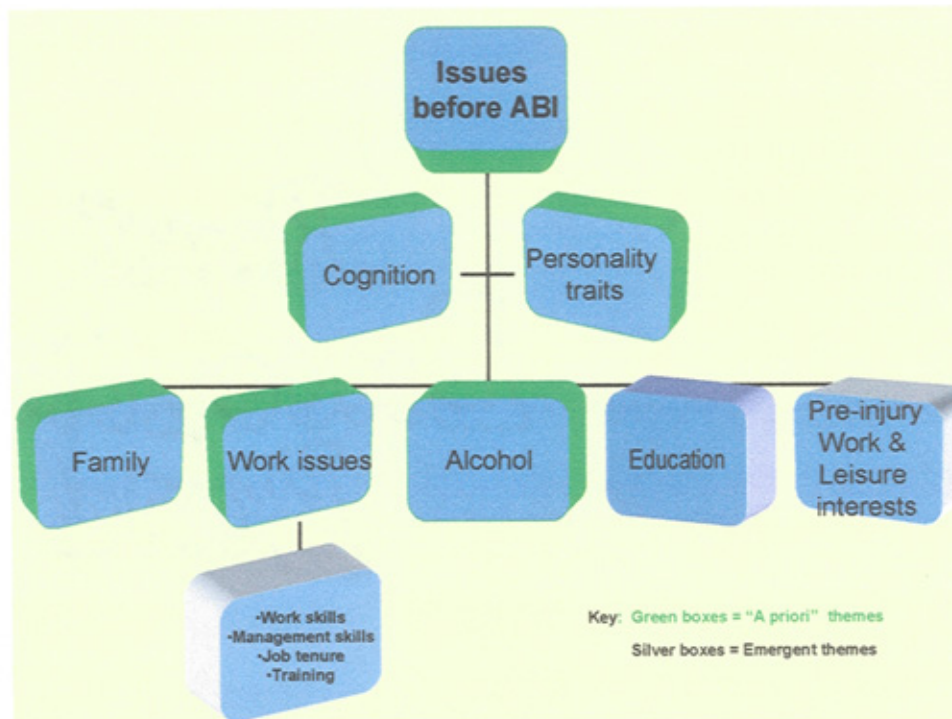 Issues
before ABI
Cognition
Personality
traits
Family
Work issues
Alcohol
Education
Pre-injury
Work &
Leisure
interests
•Work skills
•Management skills
•Job tenure
•Training
Key: Green boxes = “A priori” themes
Silver boxes = Emergent themes